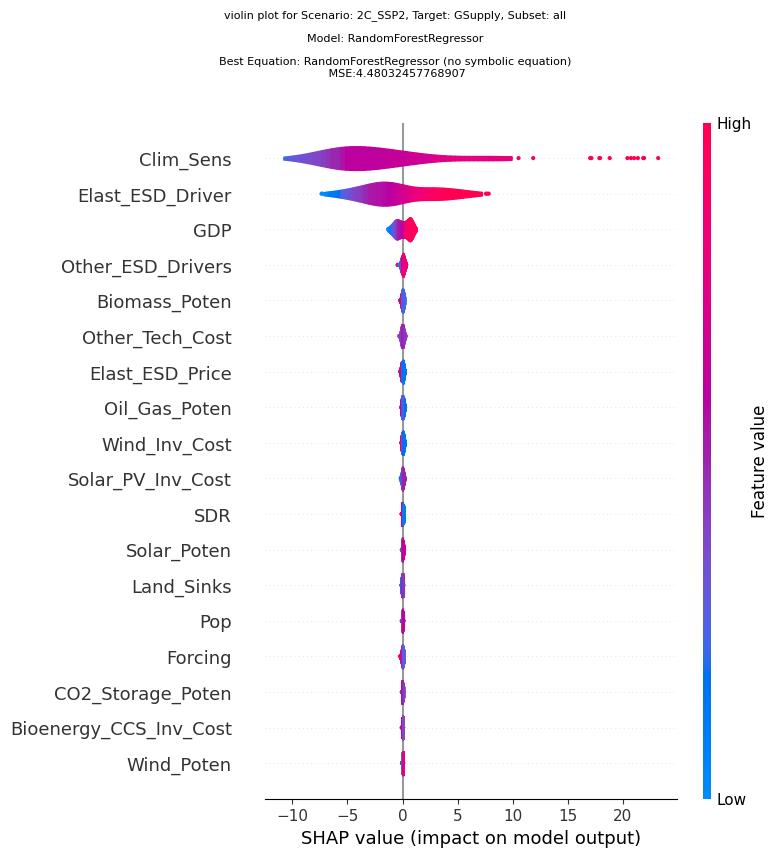 violin plot for Scenario: 2C_SSP2, Target: GSupply, Subset: all
Model: RandomForestRegressor
Best Equation: RandomForestRegressor (no symbolic equation)
MSE:4.48032457768907
High
Clim_Sens
Elast_ESD_Driver
GDP
Other_ESD_Drivers
Biomass_Poten
Other_Tech_Cost
Elast_ESD_Price
Oil_Gas_Poten
Wind_Inv_Cost
Solar_PV_Inv_Cost
SDR
Solar_Poten
Land_Sinks
Pop
Forcing
CO2_Storage_Poten
Bioenergy_CCS_Inv_Cost
Wind_Poten
Feature value
Low
−10 −5 0 5 10 15 20
SHAP value (impact on model output)